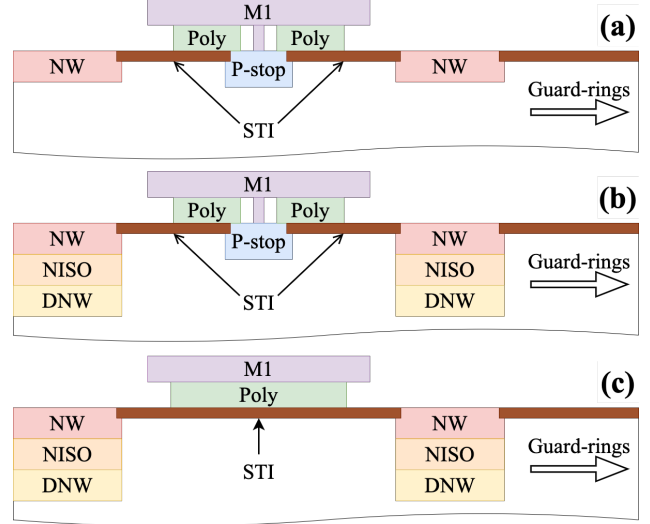 M1
(a)
Poly Poly
NW P-stop NW
Guard-rings
STI
M1
(b)
Poly Poly
NW P-stop NW
NISO NISO Guard-rings
DNW STI DNW
M1
(c)
Poly
NW NW
NISO STI NISO Guard-rings
DNW DNW